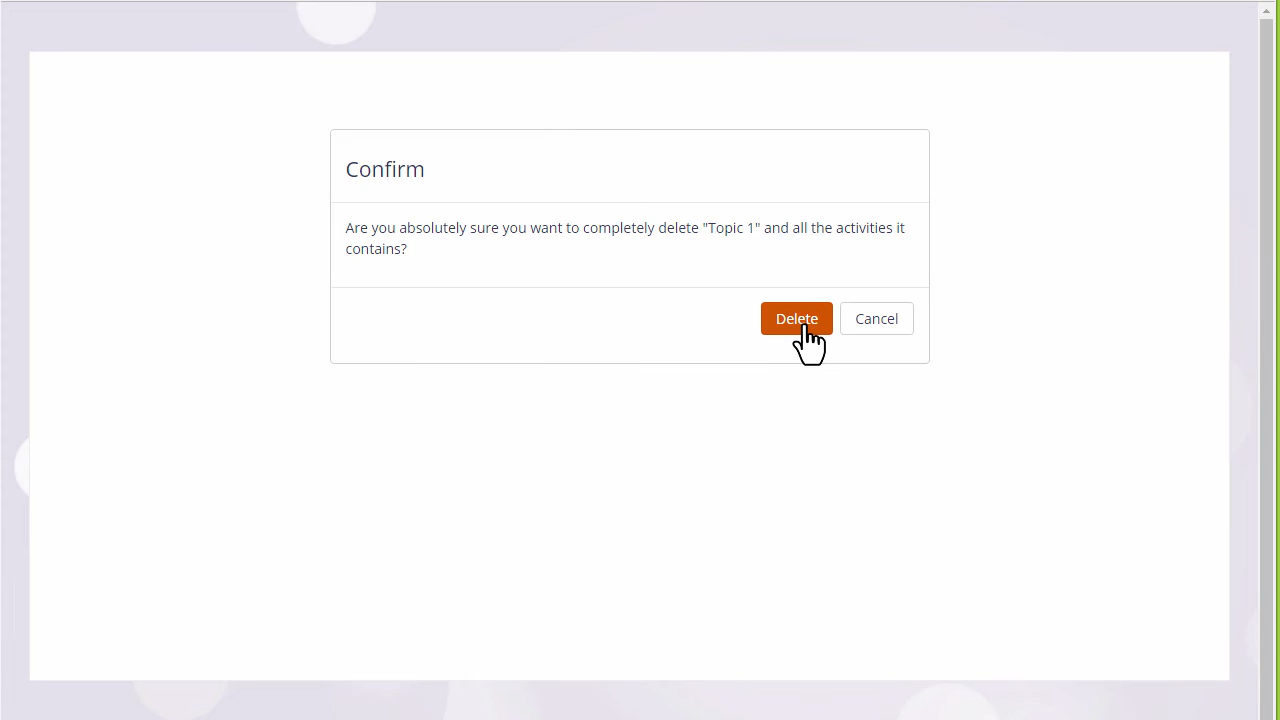 Confirm
Are you absolutely sure you want to completely delete "Topic 1" and all the activities it
contains?
Delete Cancel